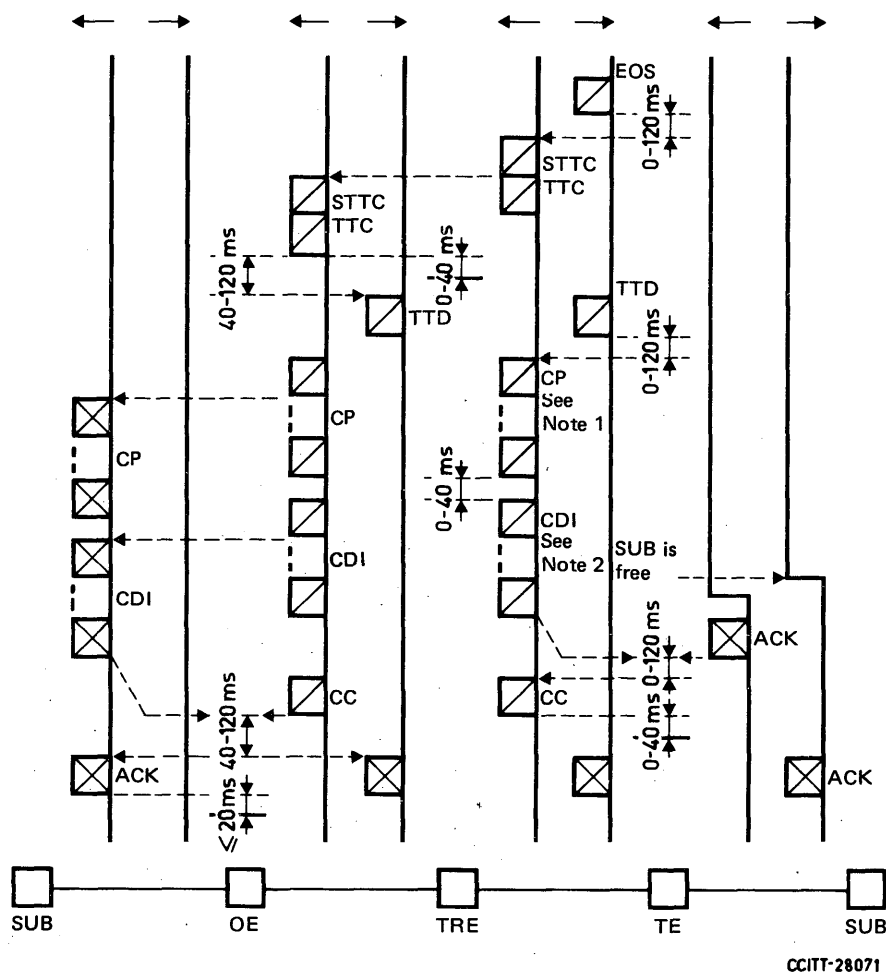 EOS
0-120 ms
STTC
TTC
STTC
TTC
40-120 ms
0-40 ms
TTD
TTD
0-120 ms
CP
See
Note 1
CP
CP
0-40 ms
CDI
See
Note 2
SUB is
free
CDI
CDI
ACK
0-120 ms
CC
CC
40-120 ms
0-40 ms
ACK
ACK
≤ 20 ms
SUB
OE
TRE
TE
SUB
CCITT-28071